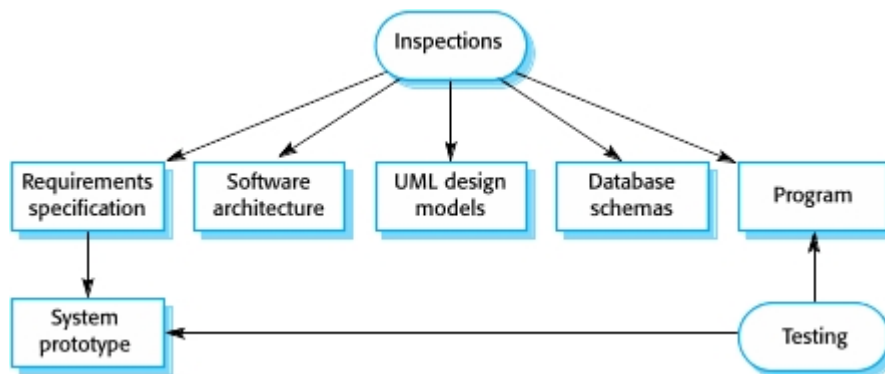 Inspections
Requirements
specification
Software
architecture
UML design
models
Database
schemas
Program
System
prototype
Testing